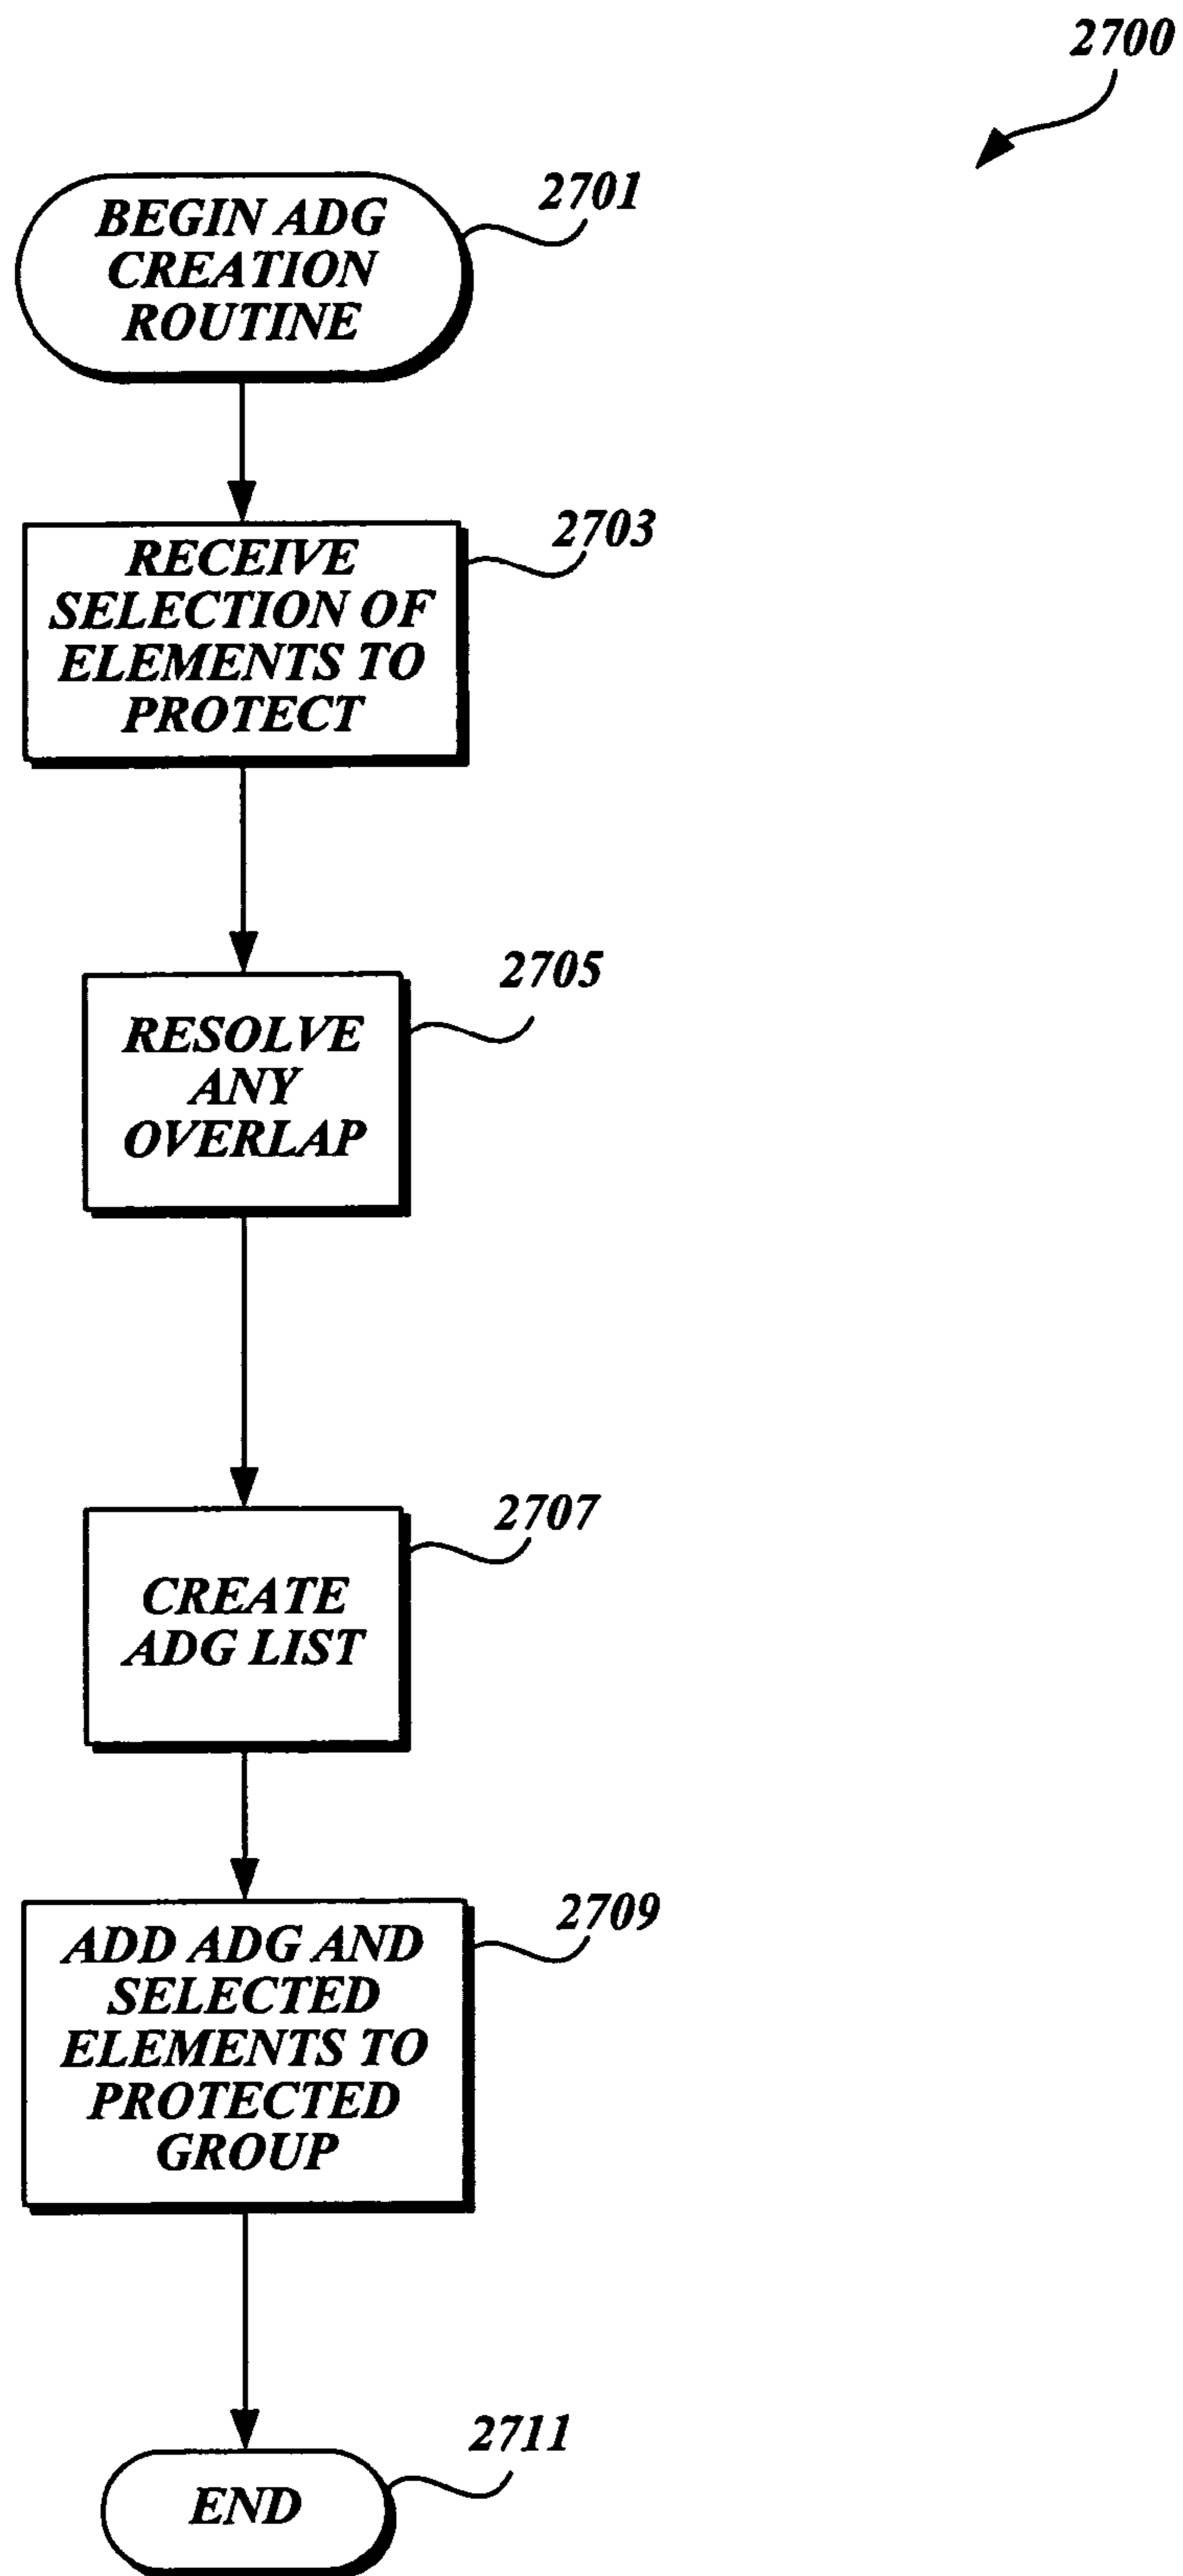 2700
2701
BEGIN ADG
CREATION
ROUTINE
2703
RECEIVE
SELECTION OF
ELEMENTS TO
PROTECT
2705
RESOLVE
ANY
OVERLAP
2707
CREATE
ADG LIST
2709
ADD ADG AND
SELECTED
ELEMENTS TO
PROTECTED
GROUP
2711
END